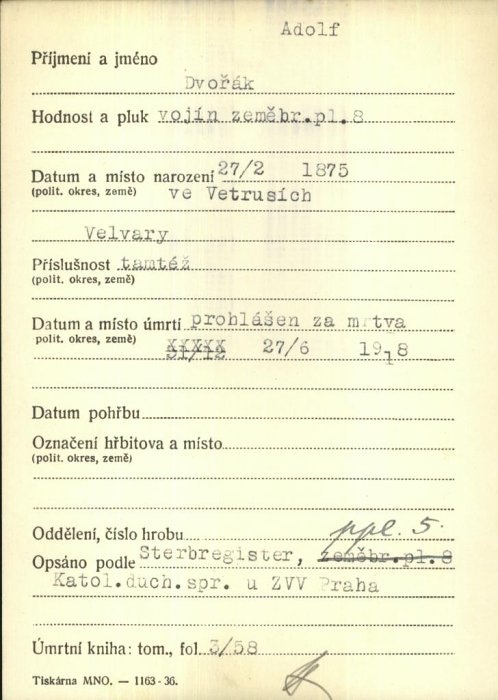 Adolf
Příjmení a jméno
Dvořák
Hodnost a pluk vojín zeměbr.pl.8
Datum a místo narození 27/2 1875
(polit. okres, země) ve Vetrusích
Velvary
Příslušnost tamtéž
(polit. okres, země)
Datum a místo úmrtí prohlášen za mrtva
polit. okres, země) 31/12 27/6 1918
Datum pohřbu
Označení hřbitova a místo
(polit. okres, země)
Oddělení, číslo hrobu ppl. 5.
Opsáno podle Sterbregister, zeměbr.pl.8
Katol.duch.spr. u ZVV Praha
Úmrtní kniha: tom., fol. 3/58
Tiskárna MNO. — 1163-36.